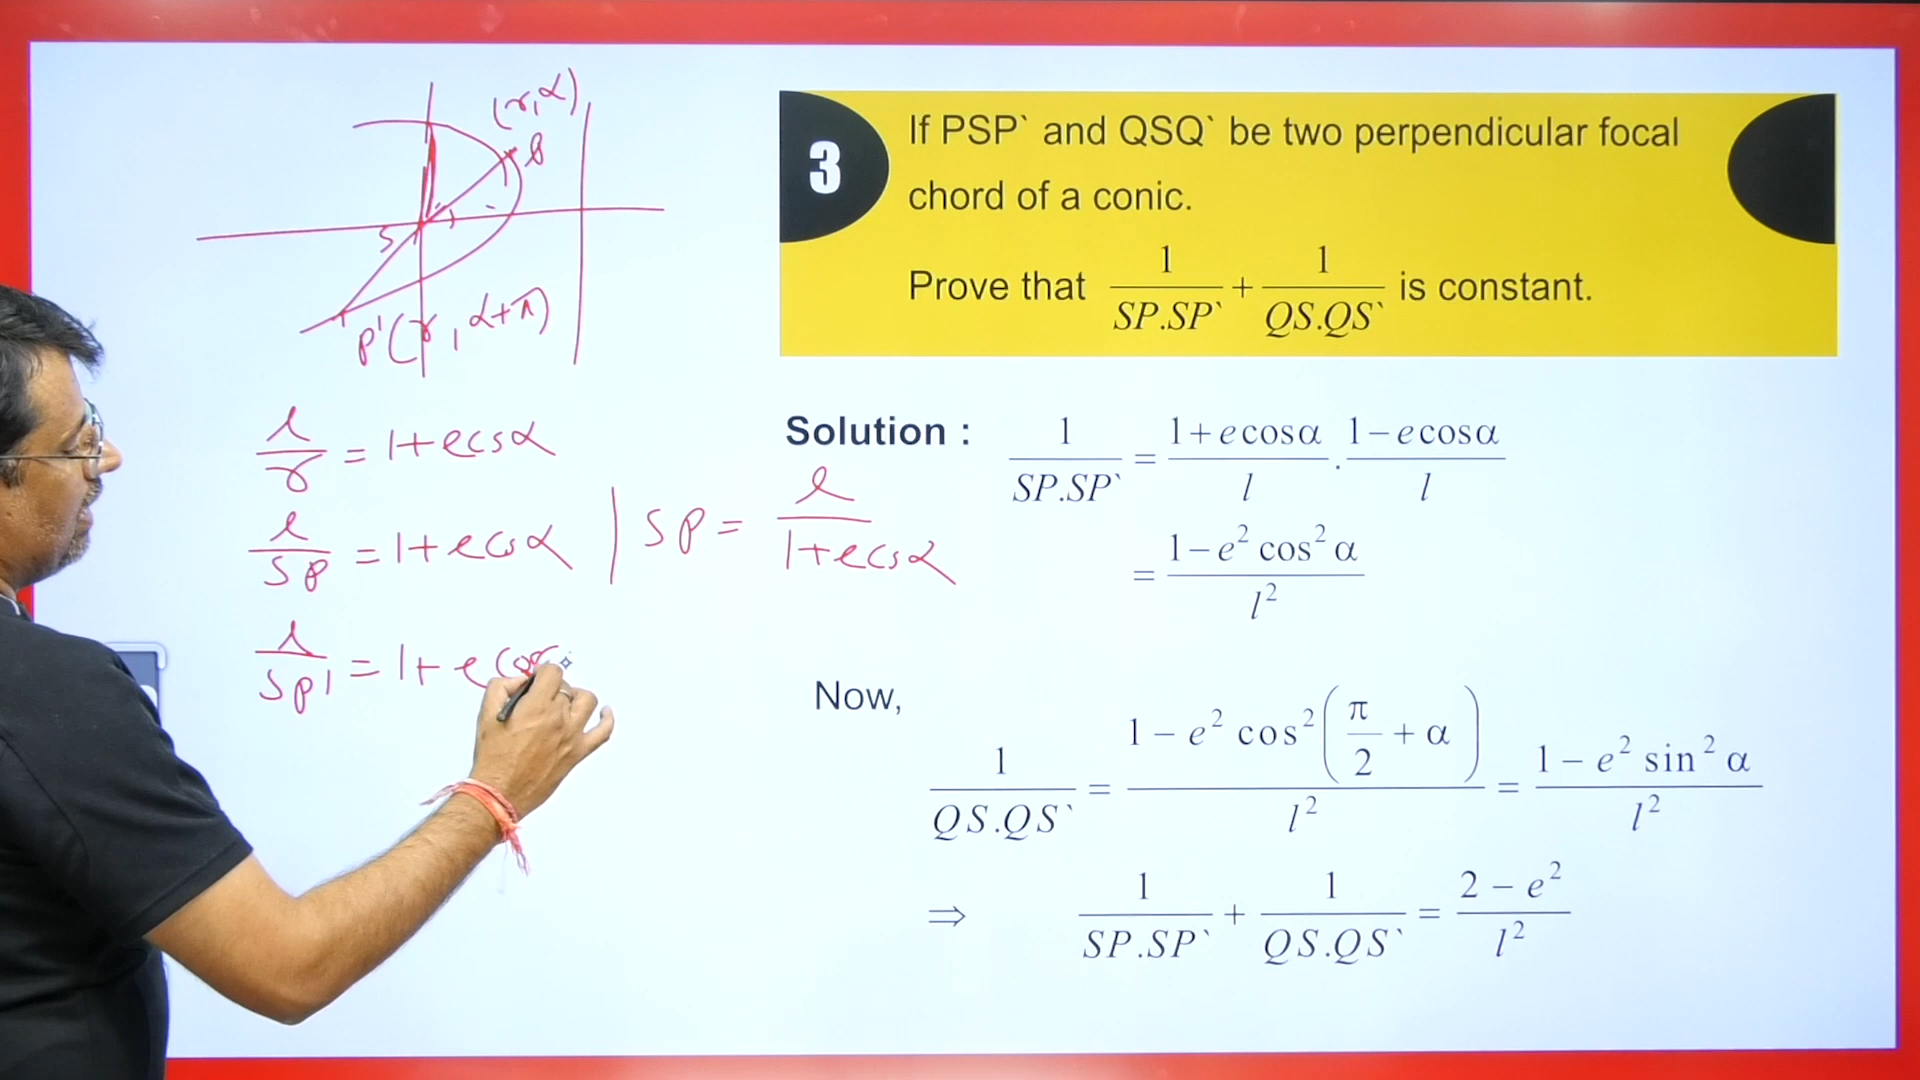 3
If PSP` and QSQ` be two perpendicular focal
chord of a conic.
Prove that 1/(SP.SP`) + 1/(QS.QS`) is constant.
(r, α)
S
P'(r, α+π)
l/r = 1+ecosα
l/SP = 1+ecosα | SP = l/(1+ecosα)
l/SP' = 1+ecos
Solution : 1/(SP.SP`) = (1+ecosα)/l . (1−ecosα)/l
= (1−e² cos² α)/l²
Now,
1/(QS.QS`) = (1 − e² cos² (π/2 + α))/l² = (1 − e² sin² α)/l²
⇒ 1/(SP.SP`) + 1/(QS.QS`) = (2 − e²)/l²